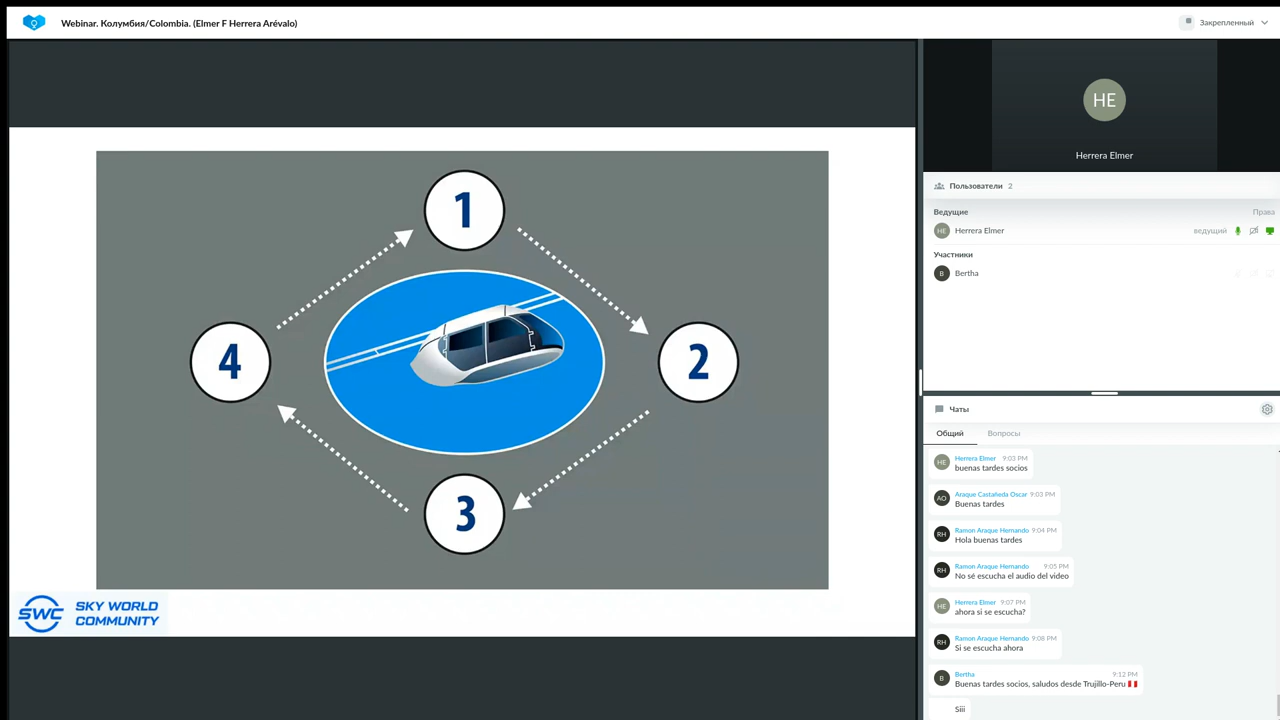 Webinar. Колумбия/Colombia. (Elmer F Herrera Arévalo)
Закрепленный
1
2
3
4
SWC SKY WORLD
COMMUNITY
HE
Herrera Elmer
Пользователи 2
Ведущие Права
HE Herrera Elmer ведущий
Участники
B Bertha
Чаты
Общий Вопросы
HE Herrera Elmer 9:03 PM
buenas tardes socios
AO Araque Castañeda Oscar 9:03 PM
Buenas tardes
RH Ramon Araque Hernando 9:04 PM
Hola buenas tardes
RH Ramon Araque Hernando 9:05 PM
No sé escucha el audio del video
HE Herrera Elmer 9:07 PM
ahora si se escucha?
RH Ramon Araque Hernando 9:08 PM
Si se escucha ahora
B Bertha 9:12 PM
Buenas tardes socios, saludos desde Trujillo-Peru 🇵🇪
Siii